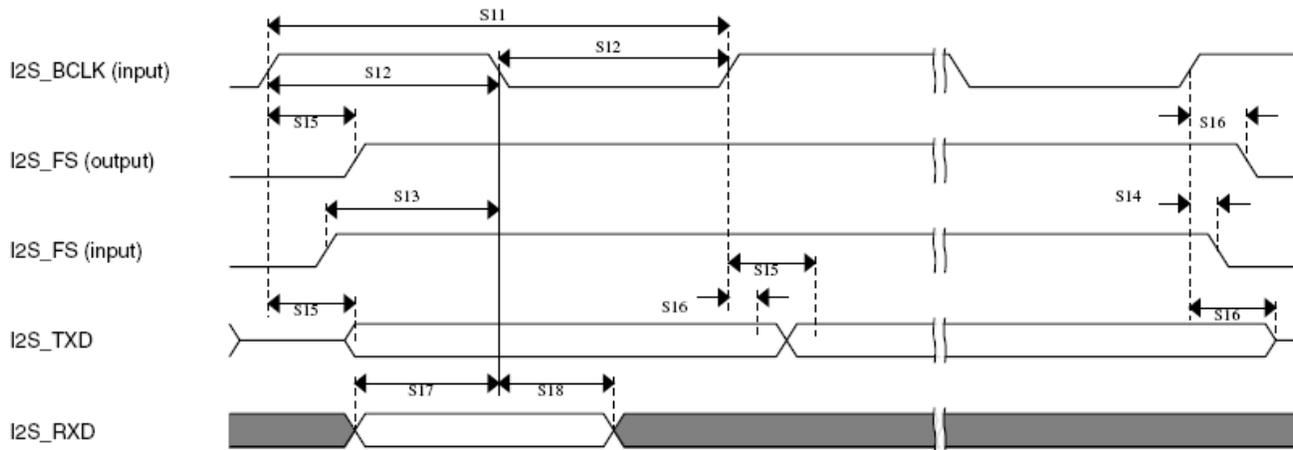 S11
S12
I2S_BCLK (input)
S12
S15
S16
I2S_FS (output)
S13
S14
I2S_FS (input)
S15
S15
S16
S16
I2S_TXD
S17
S18
I2S_RXD